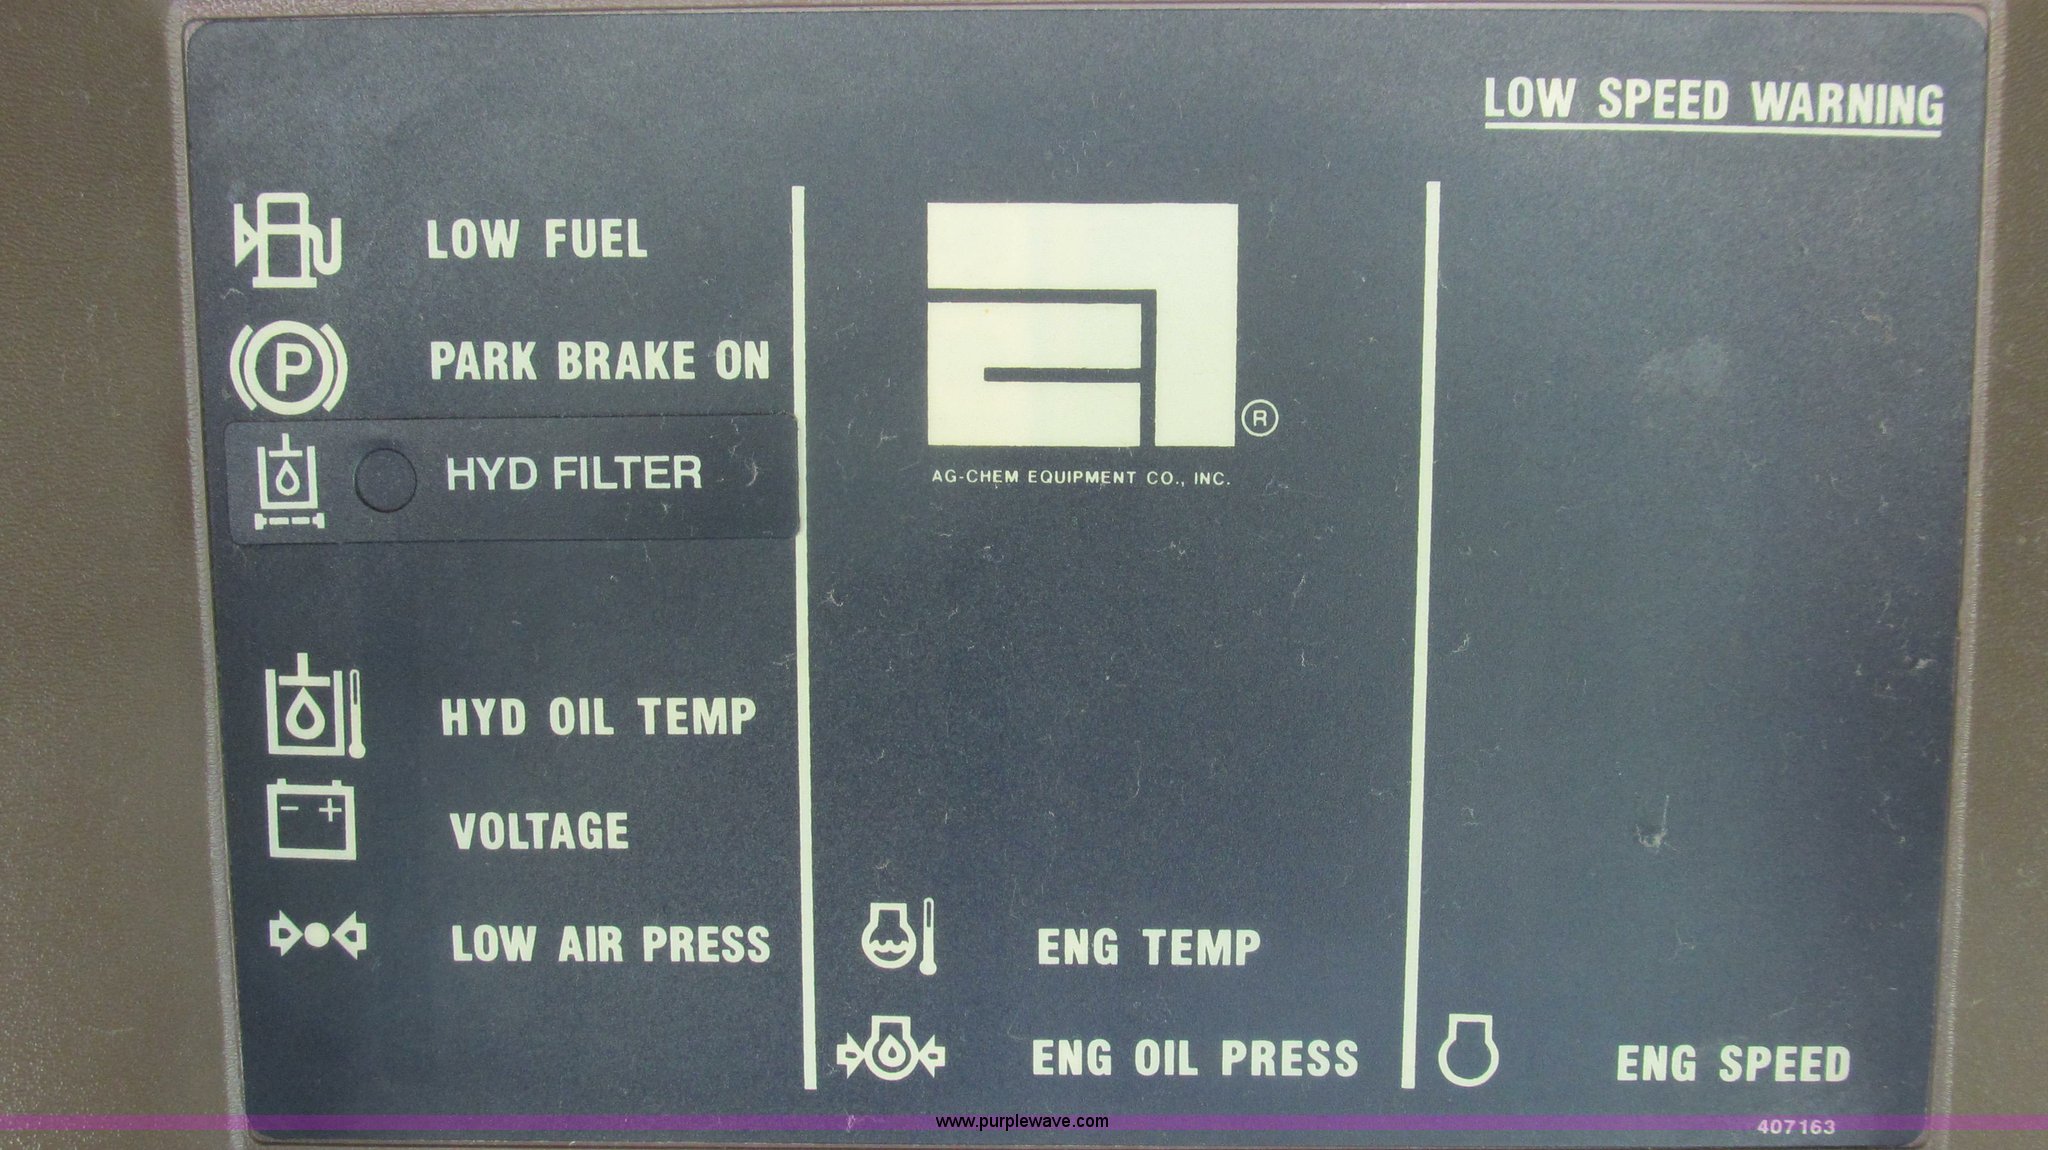 LOW SPEED WARNING
LOW FUEL
P
PARK BRAKE ON
HYD FILTER
HYD OIL TEMP
- +
VOLTAGE
LOW AIR PRESS
®
AG-CHEM EQUIPMENT CO., INC.
ENG TEMP
ENG OIL PRESS
ENG SPEED
www.purplewave.com
407163